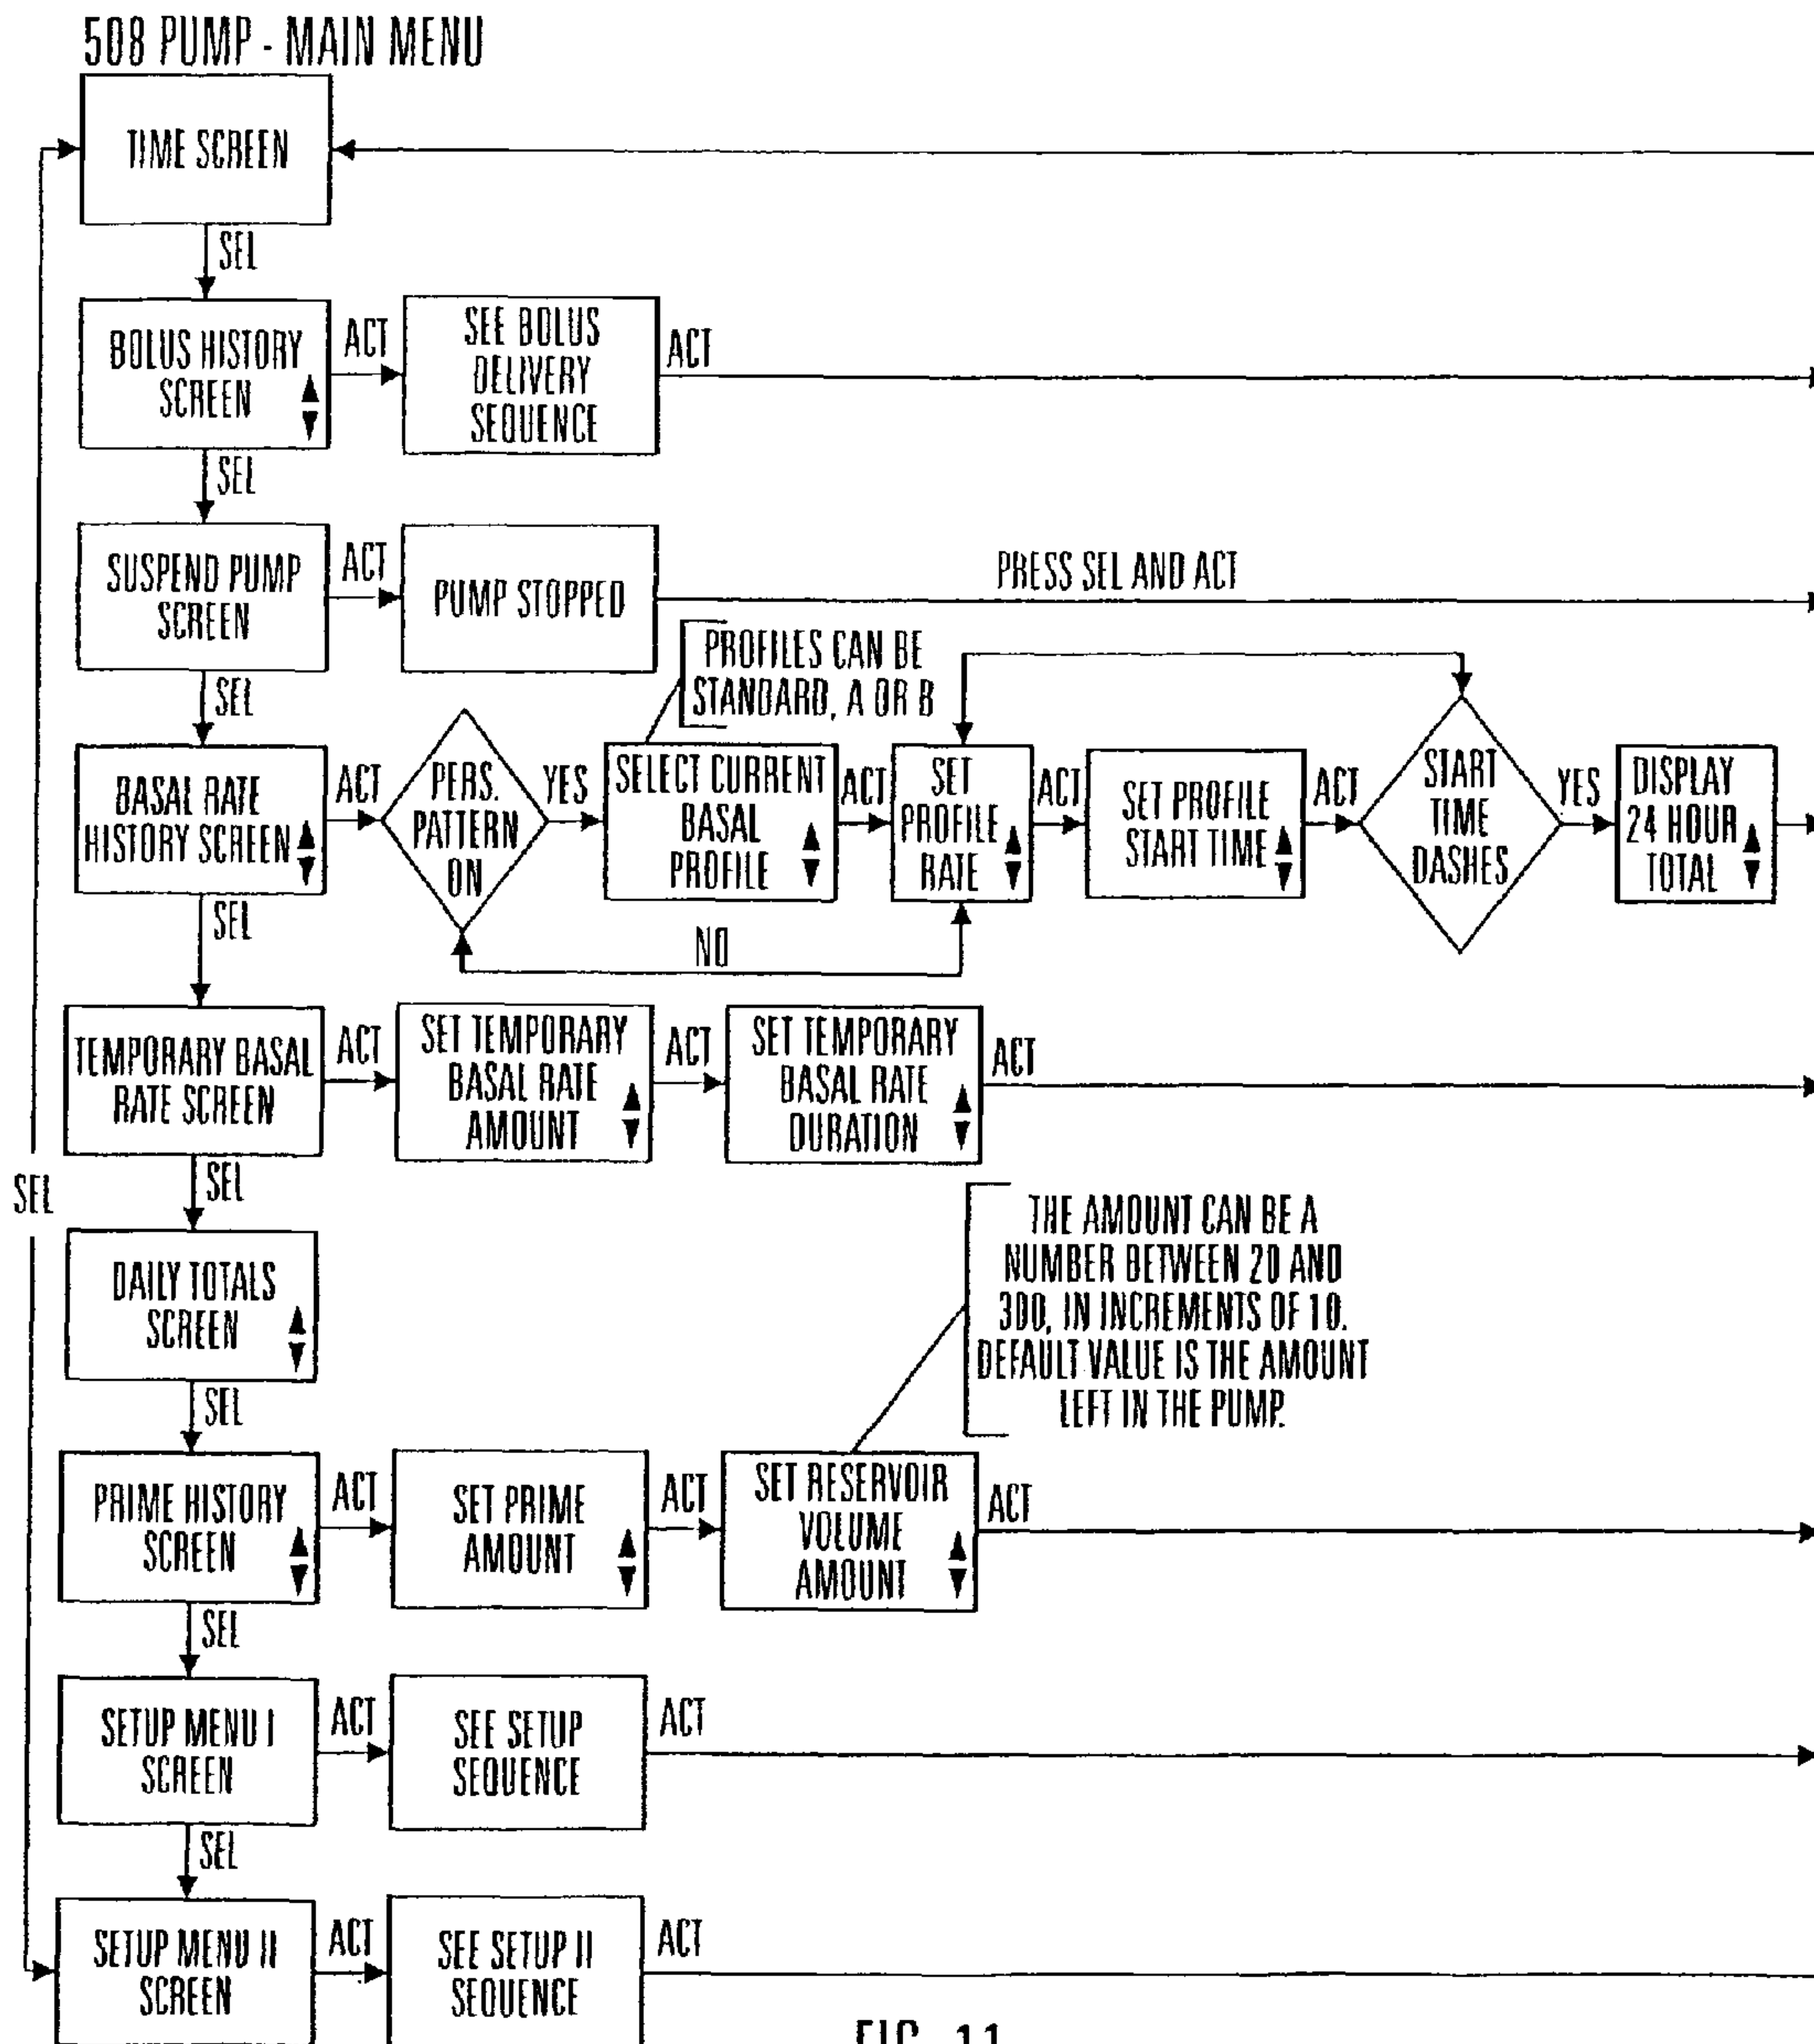 508 PUMP - MAIN MENU
TIME SCREEN
SEL
BOLUS HISTORY
SCREEN
ACT
SEE BOLUS
DELIVERY
SEQUENCE
ACT
SEL
SUSPEND PUMP
SCREEN
ACT
PUMP STOPPED
PRESS SEL AND ACT
SEL
PROFILES CAN BE
STANDARD, A OR B
BASAL RATE
HISTORY SCREEN
ACT
PERS.
PATTERN
ON
YES
SELECT CURRENT
BASAL
PROFILE
ACT
SET
PROFILE
RATE
ACT
SET PROFILE
START TIME
ACT
START
TIME
DASHES
YES
DISPLAY
24 HOUR
TOTAL
NO
SEL
TEMPORARY BASAL
RATE SCREEN
ACT
SET TEMPORARY
BASAL RATE
AMOUNT
ACT
SET TEMPORARY
BASAL RATE
DURATION
ACT
SEL
SEL
DAILY TOTALS
SCREEN
THE AMOUNT CAN BE A
NUMBER BETWEEN 20 AND
300, IN INCREMENTS OF 10.
DEFAULT VALUE IS THE AMOUNT
LEFT IN THE PUMP.
SEL
PRIME HISTORY
SCREEN
ACT
SET PRIME
AMOUNT
ACT
SET RESERVOIR
VOLUME
AMOUNT
ACT
SEL
SETUP MENU I
SCREEN
ACT
SEE SETUP
SEQUENCE
ACT
SEL
SETUP MENU II
SCREEN
ACT
SEE SETUP II
SEQUENCE
ACT
FIG. 11